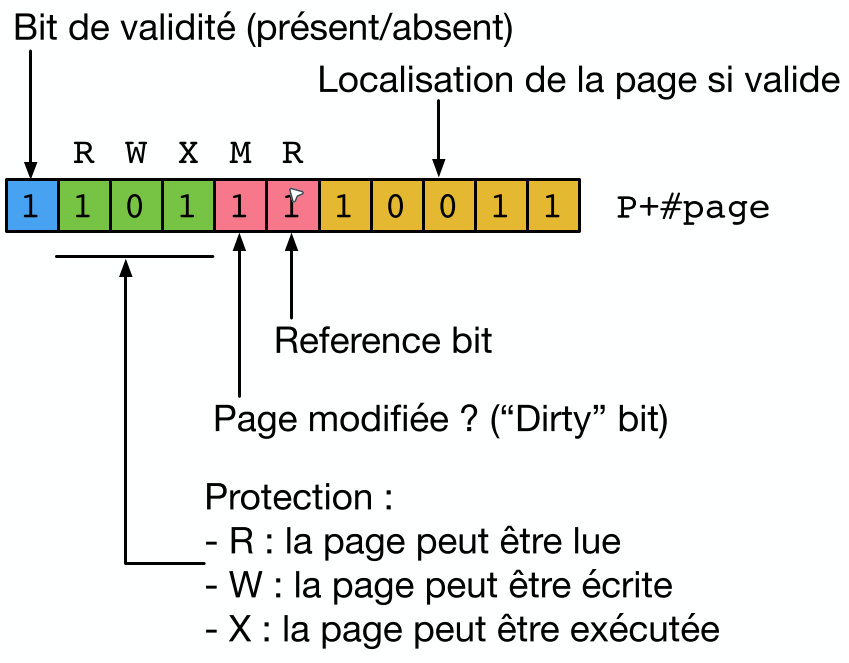 Bit de validité (présent/absent)
Localisation de la page si valide
R W X M R
1 1 0 1 1 1 1 0 0 1 1 P+#page
Reference bit
Page modifiée ? (“Dirty” bit)
Protection :
- R : la page peut être lue
- W : la page peut être écrite
- X : la page peut être exécutée